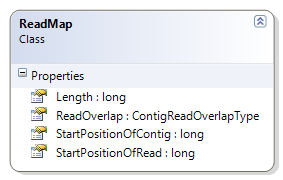 ReadMap
Class
Properties
Length : long
ReadOverlap : ContigReadOverlapType
StartPositionOfContig : long
StartPositionOfRead : long